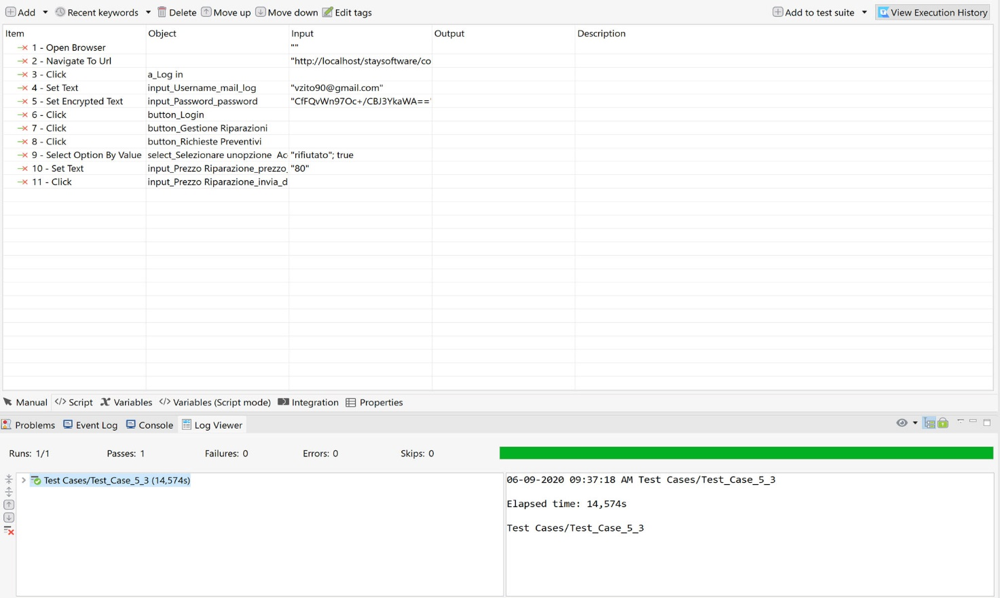 Add Recent keywords Delete Move up Move down Edit tags Add to test suite View Execution History
Item Object Input Output Description
1 - Open Browser ""
2 - Navigate To Url "http://localhost/staysoftware/co
3 - Click a_Log in
4 - Set Text input_Username_mail_log "vzito90@gmail.com"
5 - Set Encrypted Text input_Password_password "CfFQvWn97Oc+/CBJ3YkaWA=="
6 - Click button_Login
7 - Click button_Gestione Riparazioni
8 - Click button_Richieste Preventivi
9 - Select Option By Value select_Selezionare unopzione Ac "rifiutato"; true
10 - Set Text input_Prezzo Riparazione_prezzo_ "80"
11 - Click input_Prezzo Riparazione_invia_d
Manual Script Variables Variables (Script mode) Integration Properties
Problems Event Log Console Log Viewer
Runs: 1/1 Passes: 1 Failures: 0 Errors: 0 Skips: 0
Test Cases/Test_Case_5_3 (14,574s)
06-09-2020 09:37:18 AM Test Cases/Test_Case_5_3
Elapsed time: 14,574s
Test Cases/Test_Case_5_3